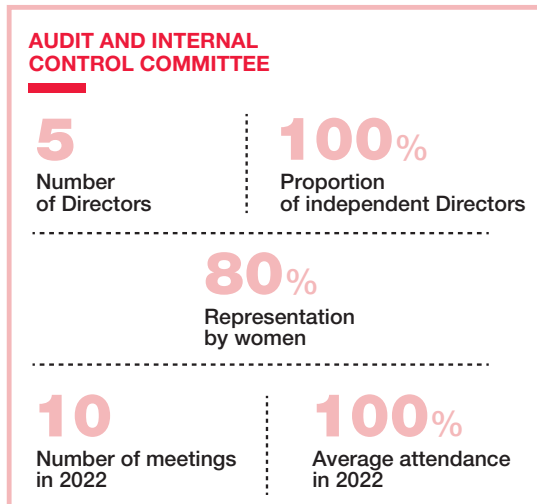 AUDIT AND INTERNAL
CONTROL COMMITTEE
5
Number
of Directors
100%
Proportion
of independent Directors
80%
Representation
by women
10
Number of meetings
in 2022
100%
Average attendance
in 2022